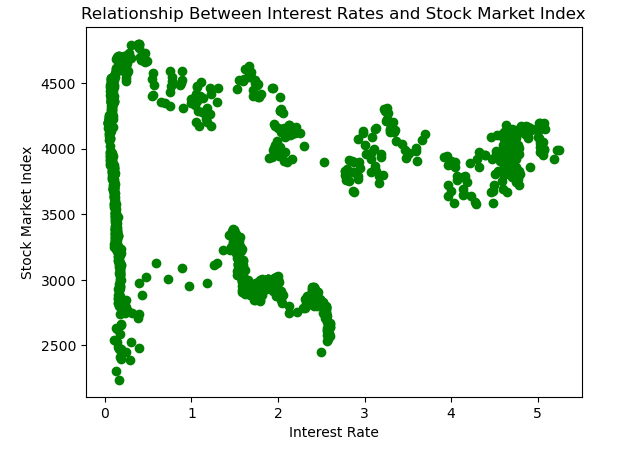 Relationship Between Interest Rates and Stock Market Index
Stock Market Index
4500
4000
3500
3000
2500
0 1 2 3 4 5
Interest Rate